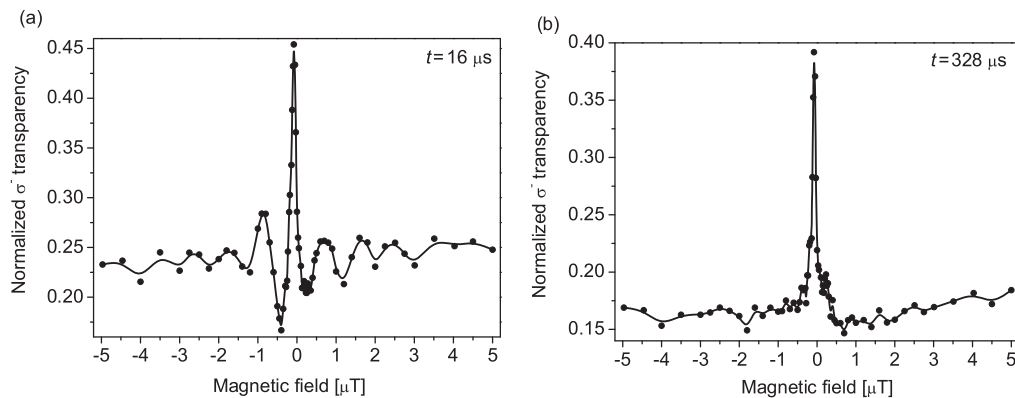 (a)
t = 16 μs
Normalized σ⁻ transparency
0.45
0.40
0.35
0.30
0.25
0.20
-5 -4 -3 -2 -1 0 1 2 3 4 5
Magnetic field [μT]
(b)
t = 328 μs
Normalized σ⁻ transparency
0.40
0.35
0.30
0.25
0.20
0.15
-5 -4 -3 -2 -1 0 1 2 3 4 5
Magnetic field [μT]